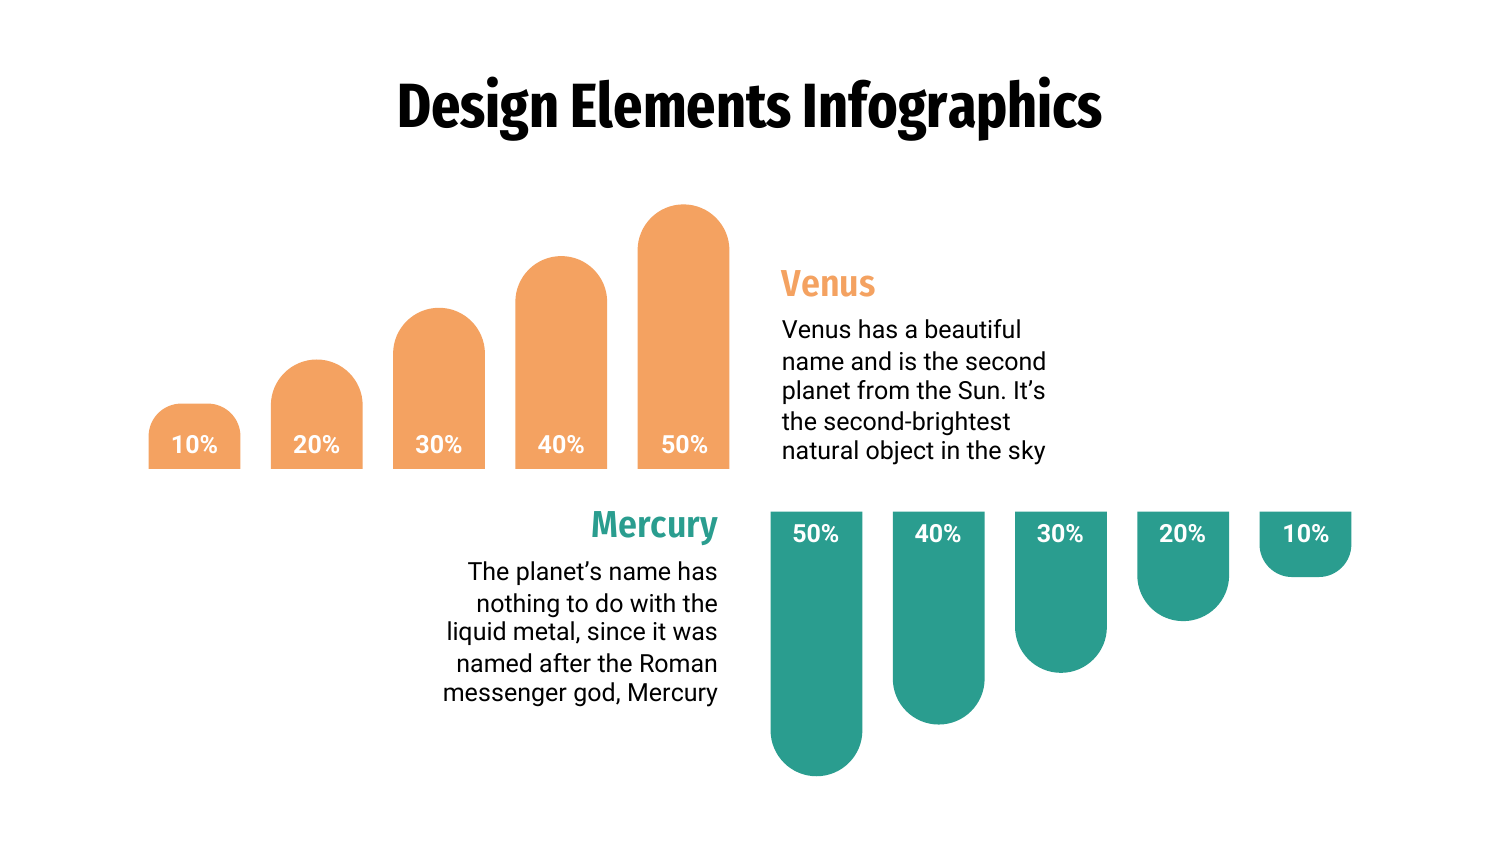 Design Elements Infographics
10%
20%
30%
40%
50%
Venus
Venus has a beautiful
name and is the second
planet from the Sun. It’s
the second-brightest
natural object in the sky
Mercury
The planet’s name has
nothing to do with the
liquid metal, since it was
named after the Roman
messenger god, Mercury
50%
40%
30%
20%
10%